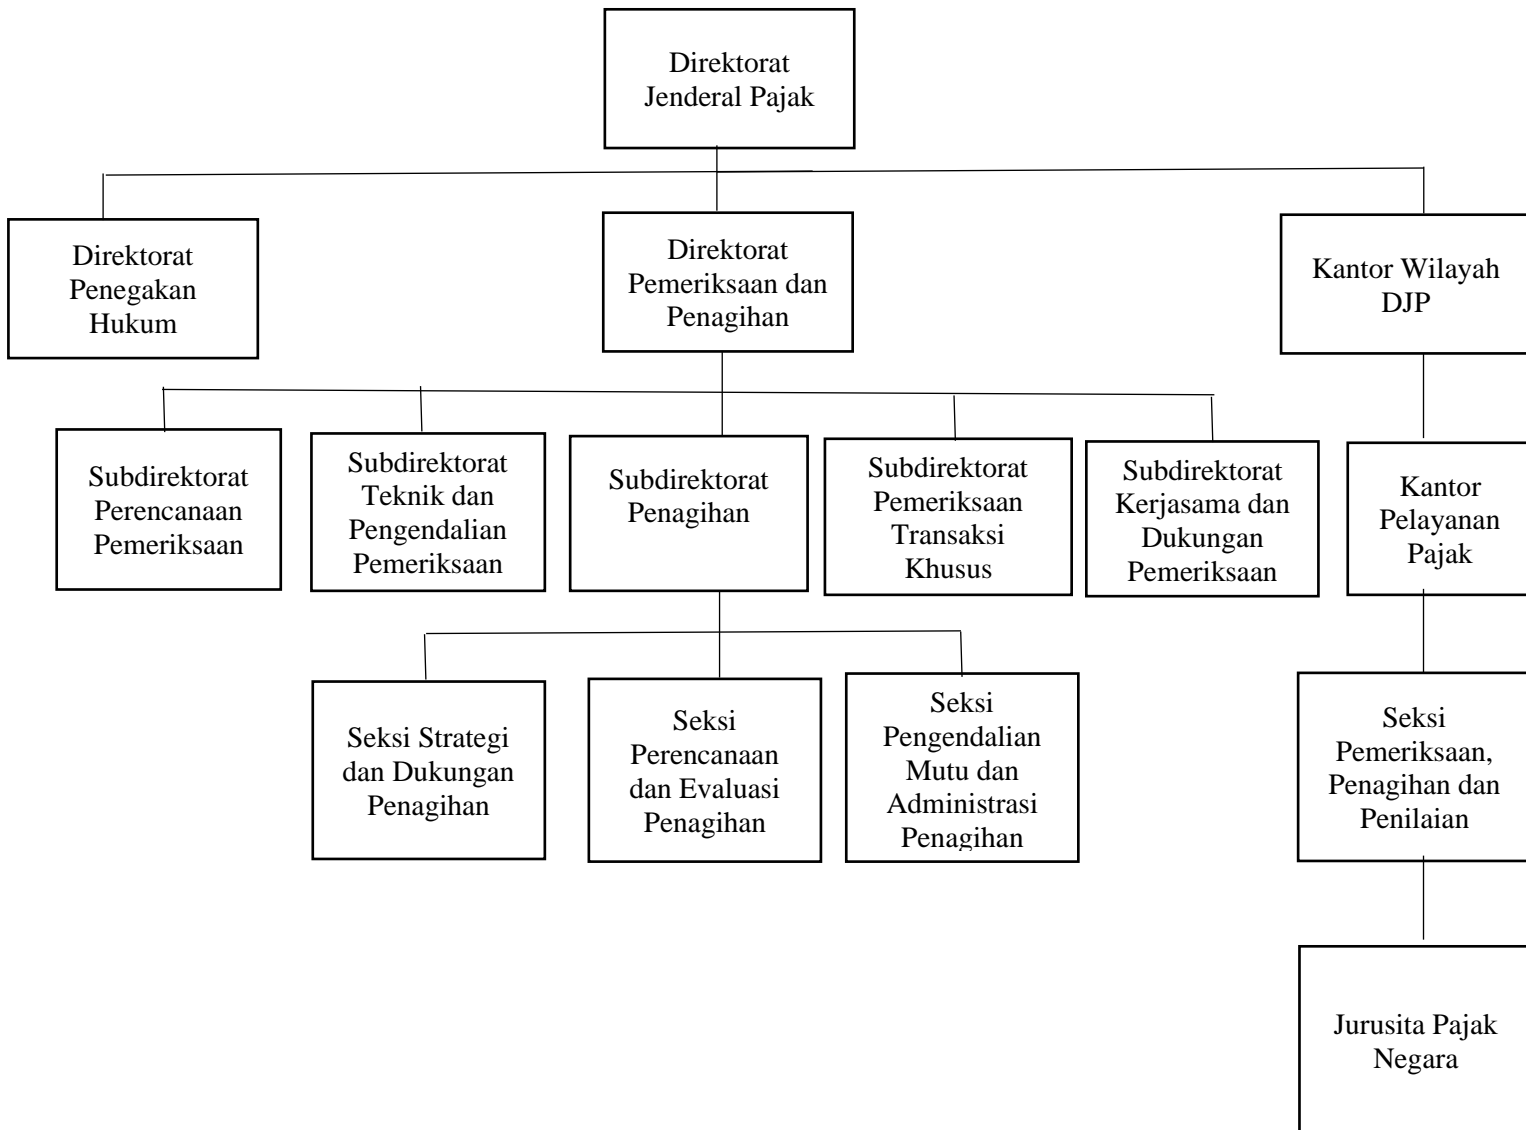 Direktorat
Jenderal Pajak
Direktorat
Penegakan
Hukum
Direktorat
Pemeriksaan dan
Penagihan
Kantor Wilayah
DJP
Subdirektorat
Perencanaan
Pemeriksaan
Subdirektorat
Teknik dan
Pengendalian
Pemeriksaan
Subdirektorat
Penagihan
Subdirektorat
Pemeriksaan
Transaksi
Khusus
Subdirektorat
Kerjasama dan
Dukungan
Pemeriksaan
Kantor
Pelayanan
Pajak
Seksi Strategi
dan Dukungan
Penagihan
Seksi
Perencanaan
dan Evaluasi
Penagihan
Seksi
Pengendalian
Mutu dan
Administrasi
Penagihan
Seksi
Pemeriksaan,
Penagihan dan
Penilaian
Jurusita Pajak
Negara